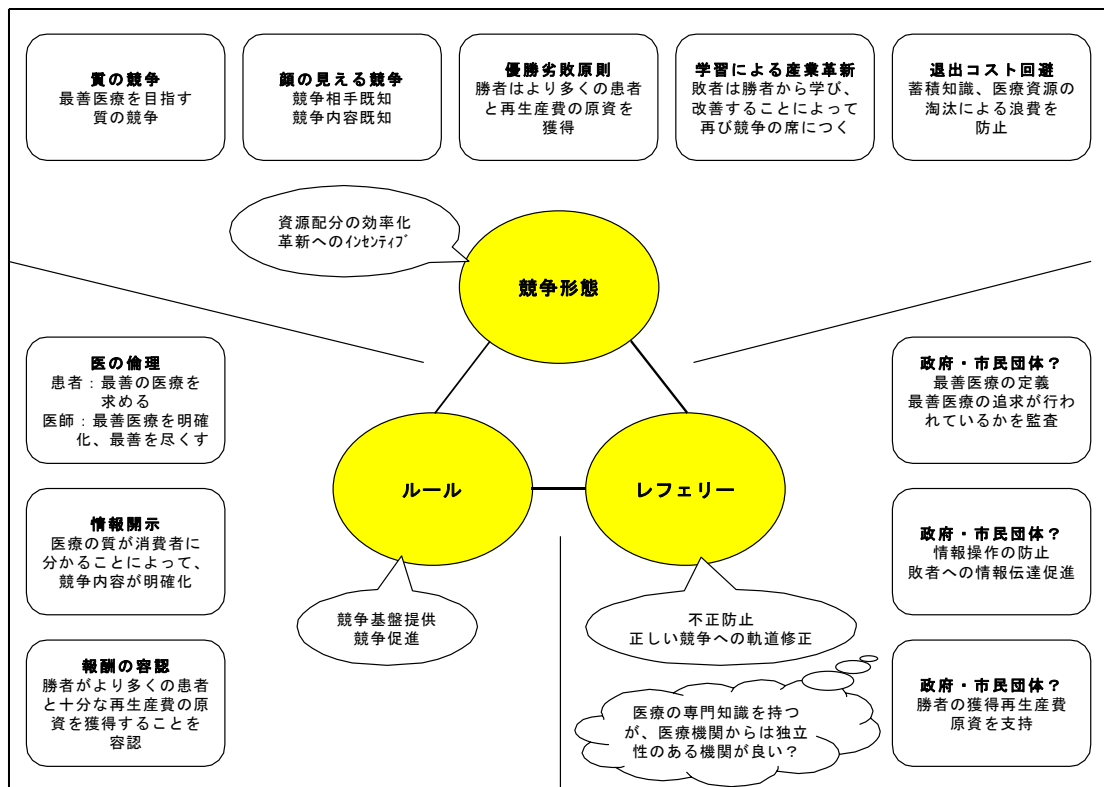 質の競争
最善医療を目指す
質の競争
顔の見える競争
競争相手既知
競争内容既知
優勝劣敗原則
勝者はより多くの患者
と再生産費の原資を
獲得
学習による産業革新
敗者は勝者から学び、
改善することによって
再び競争の席につく
退出コスト回避
蓄積知識、医療資源の
淘汰による浪費を
防止
資源配分の効率化
革新へのｲﾝｾﾝﾃｨﾌﾞ
競争形態
医の倫理
患者：最善の医療を
求める
医師：最善医療を明確
化、最善を尽くす
政府・市民団体？
最善医療の定義
最善医療の追求が行わ
れているかを監査
ルール
レフェリー
情報開示
医療の質が消費者に
分かることによって、
競争内容が明確化
政府・市民団体？
情報操作の防止
敗者への情報伝達促進
競争基盤提供
競争促進
不正防止
正しい競争への軌道修正
報酬の容認
勝者がより多くの患者
と十分な再生産費の原
資を獲得することを
容認
医療の専門知識を持つ
が、医療機関からは独立
性のある機関が良い？
政府・市民団体？
勝者の獲得再生産費
原資を支持